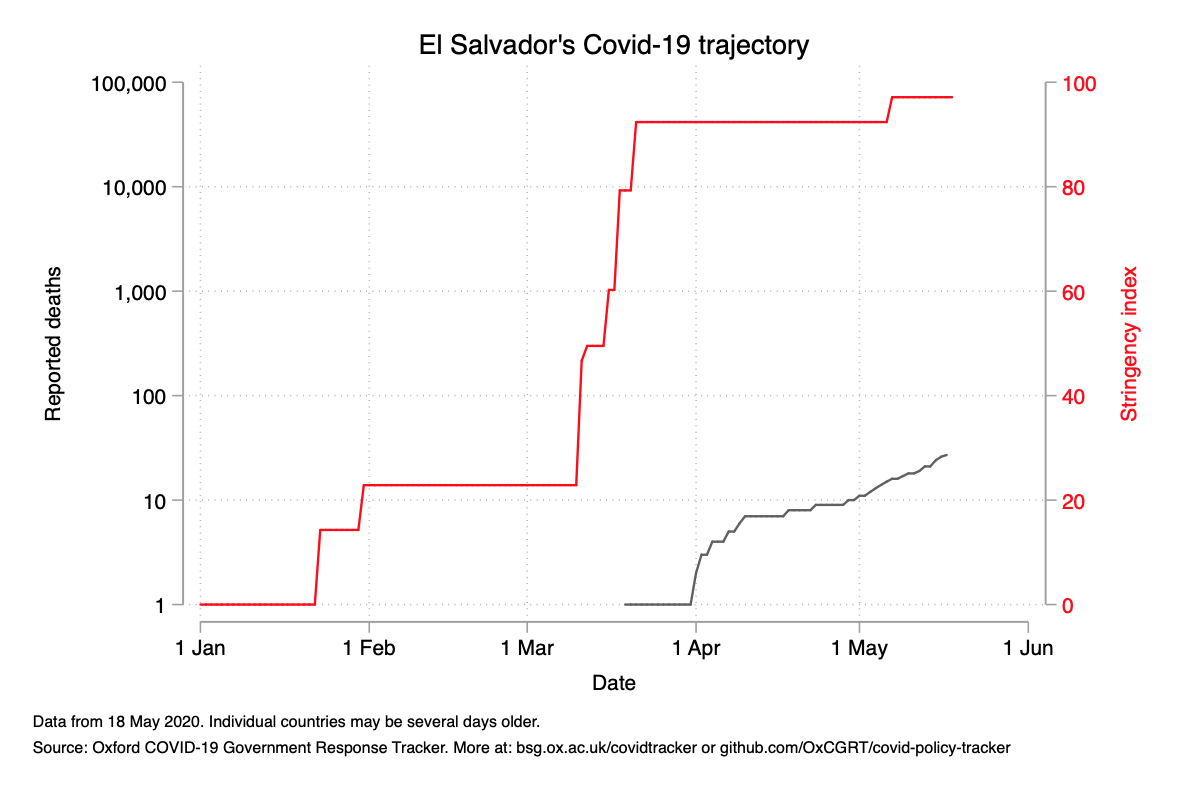 El Salvador's Covid-19 trajectory
100,000
10,000
1,000
100
10
1
Reported deaths
100
80
60
40
20
0
Stringency index
1 Jan
1 Feb
1 Mar
1 Apr
1 May
1 Jun
Date
Data from 18 May 2020. Individual countries may be several days older.
Source: Oxford COVID-19 Government Response Tracker. More at: bsg.ox.ac.uk/covidtracker or github.com/OxCGRT/covid-policy-tracker